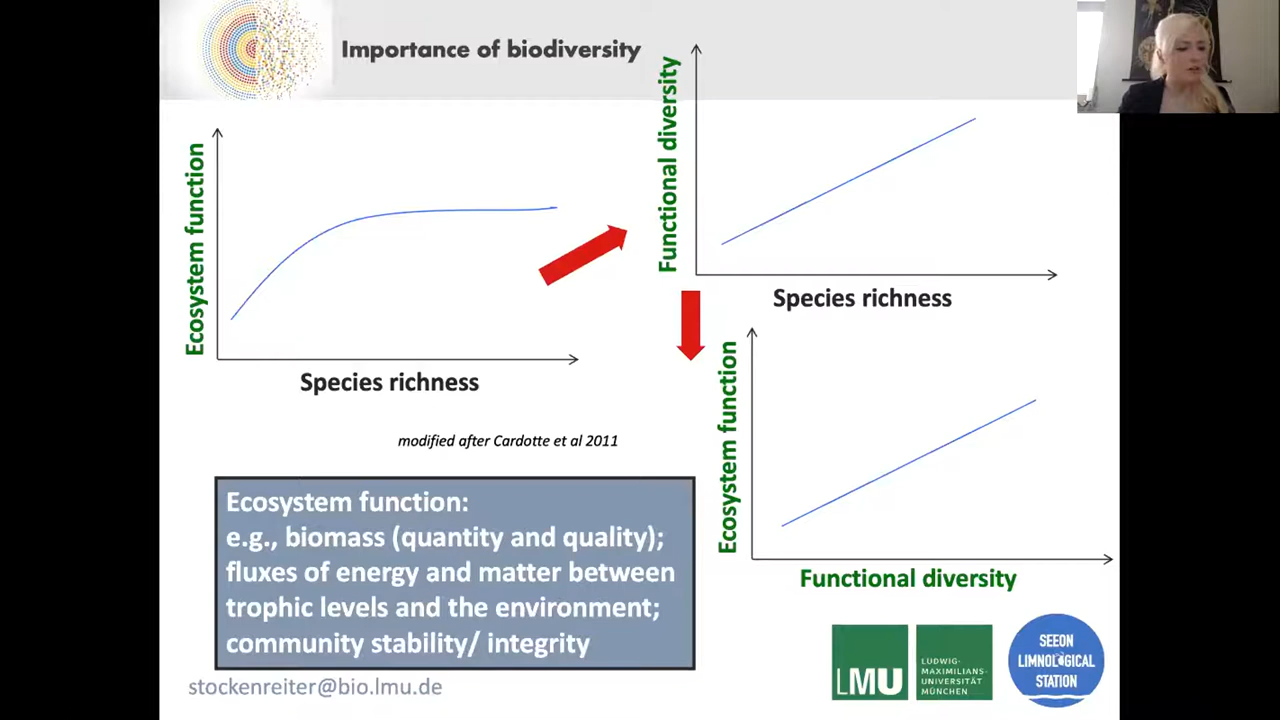 Importance of biodiversity
Ecosystem function
Species richness
Functional diversity
Species richness
modified after Cardotte et al 2011
Ecosystem function
Functional diversity
Ecosystem function:
e.g., biomass (quantity and quality);
fluxes of energy and matter between
trophic levels and the environment;
community stability/ integrity
stockenreiter@bio.lmu.de
LMU
LUDWIG-
MAXIMILIANS-
UNIVERSITÄT
MÜNCHEN
SEEON
LIMNOLOGICAL
STATION